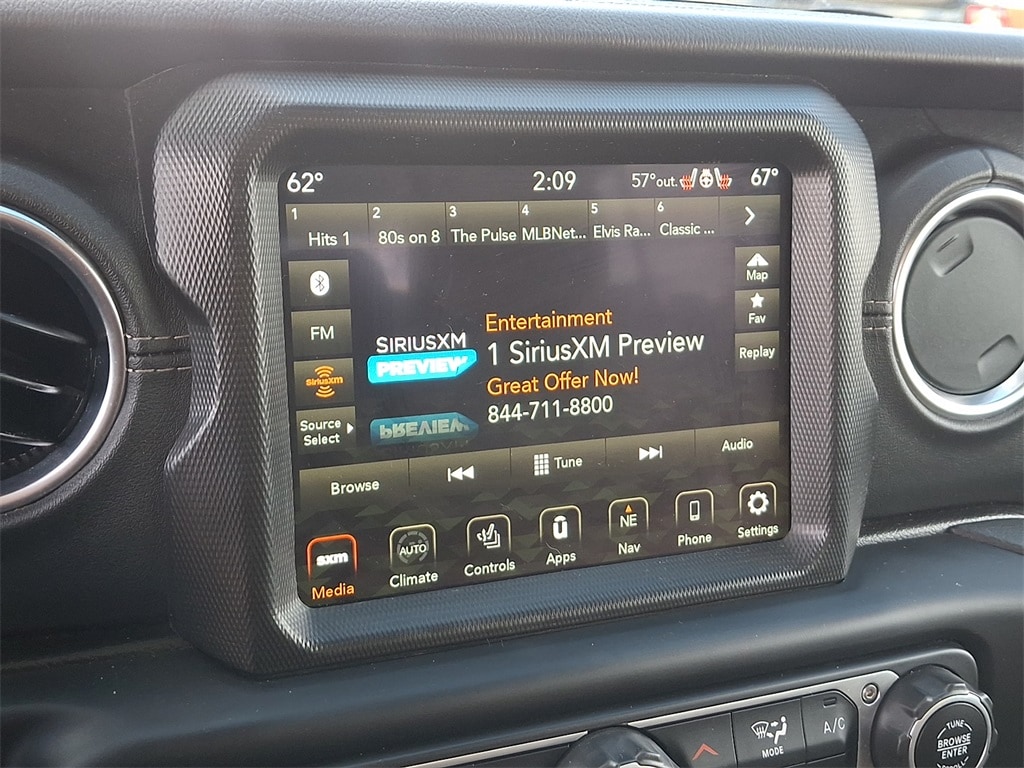 62° 2:09 57°out. 67°
1 2 3 4 5 6
Hits 1 80s on 8 The Pulse MLBNet... Elvis Ra... Classic ...
Map
FM
Fav
SiriusXM
Replay
Source
Select
SIRIUSXM
PREVIEW
Entertainment
1 SiriusXM Preview
Great Offer Now!
844-711-8800
Browse Tune Audio
sxm
Media
AUTO
Climate
Controls
ū
Apps
NE
Nav
Phone
Settings
MODE
A/C
TUNE
BROWSE
ENTER
SCROLL